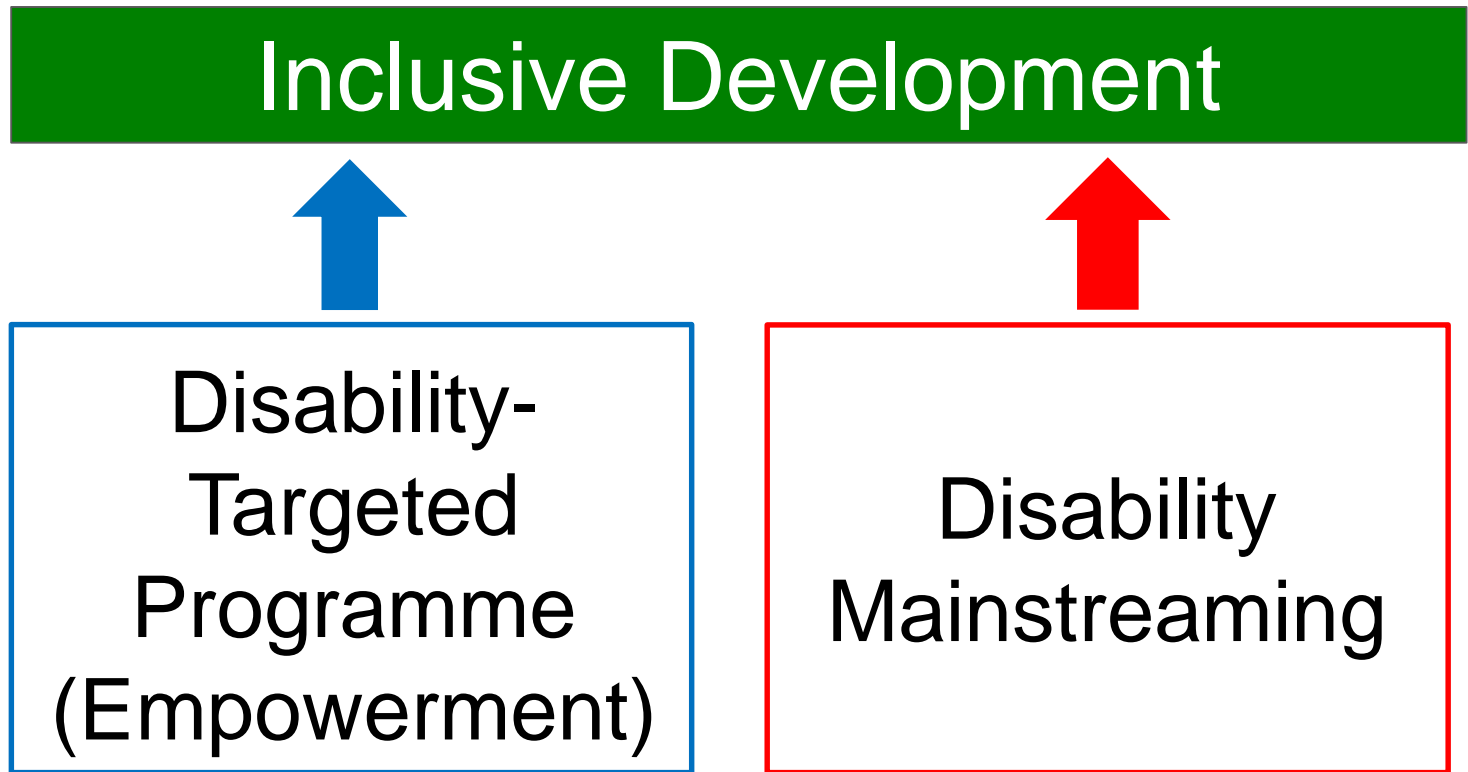 Inclusive Development
Disability-
Targeted
Programme
(Empowerment)
Disability
Mainstreaming